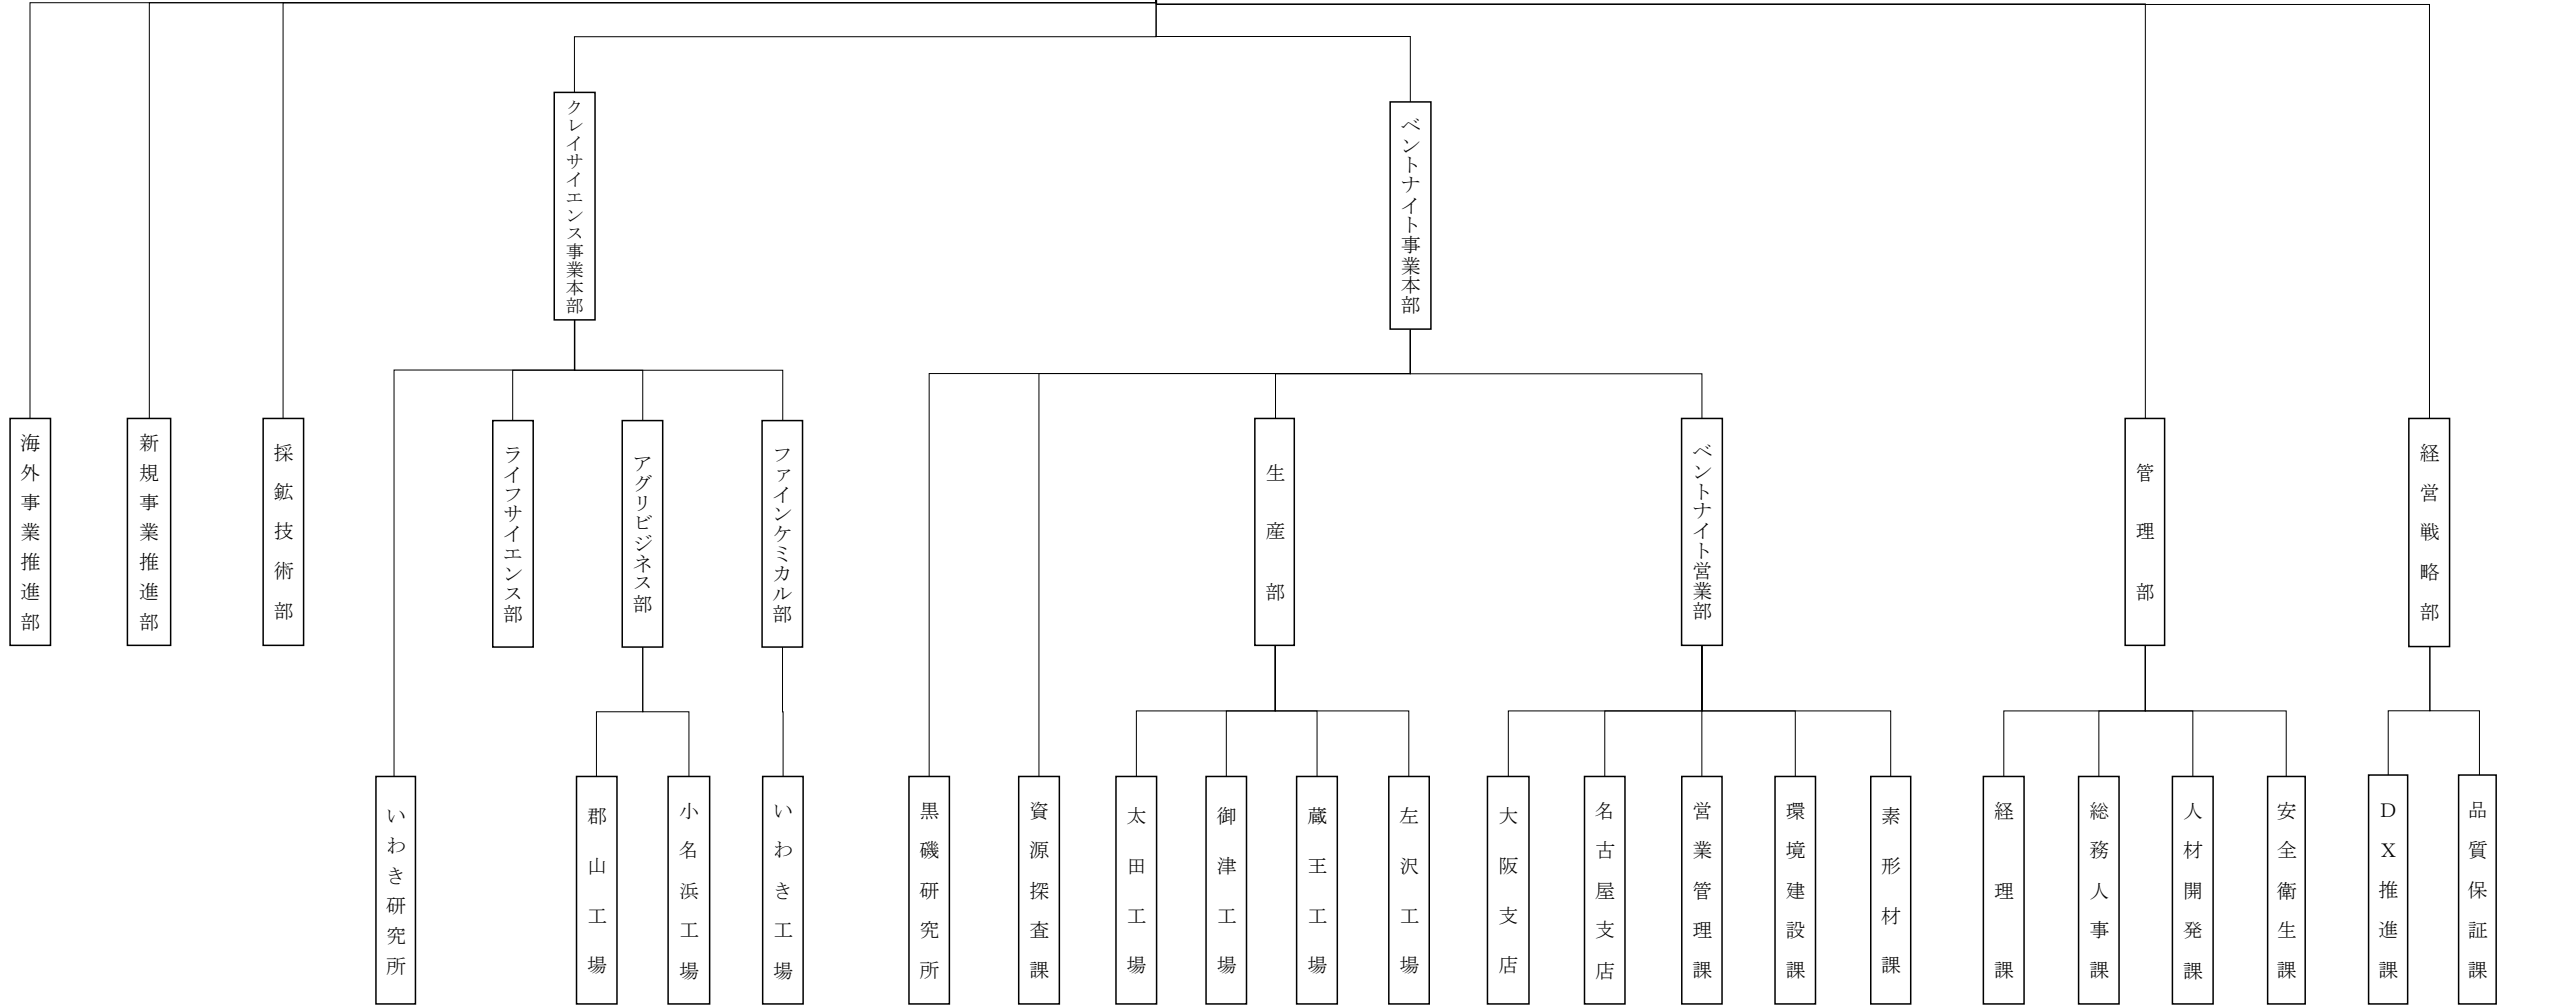 クレイサイエンス事業本部
ベントナイト事業本部
海外事業推進部
新規事業推進部
採鉱技術部
ライフサイエンス部
アグリビジネス部
ファインケミカル部
生産部
ベントナイト営業部
管理部
経営戦略部
いわき研究所
郡山工場
小名浜工場
いわき工場
黒磯研究所
資源探査課
太田工場
御津工場
蔵王工場
左沢工場
大阪支店
名古屋支店
営業管理課
環境建設課
素形材課
経理課
総務人事課
人材開発課
安全衛生課
DX推進課
品質保証課